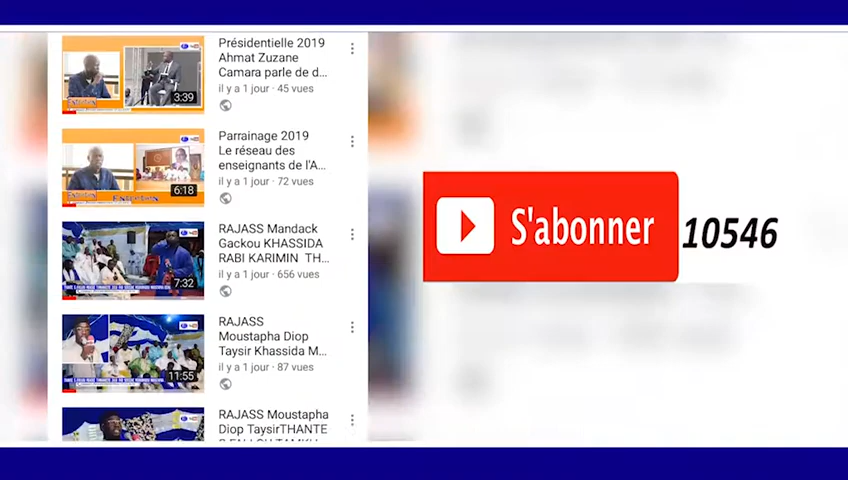 Présidentielle 2019
Ahmat Zuzane
Camara parle de d...
il y a 1 jour · 45 vues
3:39
Parrainage 2019
Le réseau des
enseignants de l'A...
il y a 1 jour · 72 vues
6:18
RAJASS Mandack
Gackou KHASSIDA
RABI KARIMIN TH...
il y a 1 jour · 656 vues
7:32
RAJASS
Moustapha Diop
Taysir Khassida M...
il y a 1 jour · 87 vues
11:55
RAJASS Moustapha
Diop TaysirTHANTE
S'abonner 10546